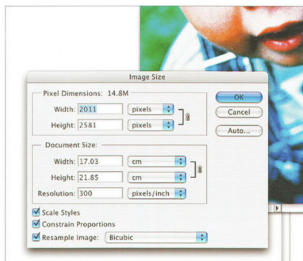 Image Size
Pixel Dimensions: 14.8M
Width: 2011 pixels
Height: 2581 pixels
OK
Cancel
Auto...
Document Size:
Width: 17.03 cm
Height: 21.85 cm
Resolution: 300 pixels/inch
Scale Styles
Constrain Proportions
Resample Image: Bicubic